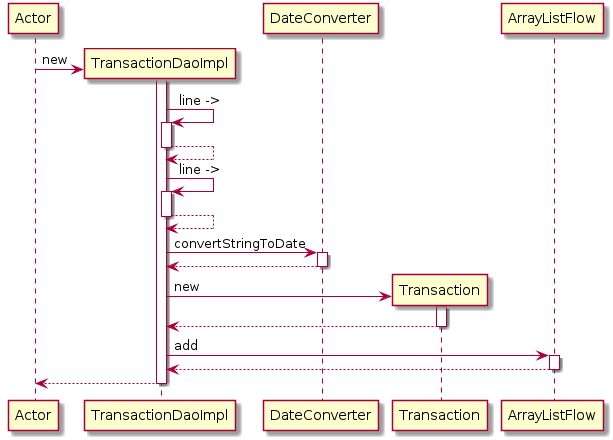 Actor
DateConverter
ArrayListFlow
new
TransactionDaoImpl
line ->
line ->
convertStringToDate
new
Transaction
add
Actor
TransactionDaoImpl
DateConverter
Transaction
ArrayListFlow